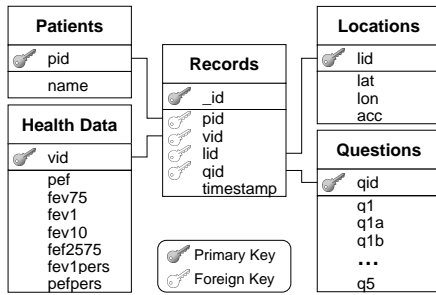 Patients
pid
name
Health Data
vid
pef
fev75
fev1
fev10
fef2575
fev1pers
pefpers
Records
_id
pid
vid
lid
qid
timestamp
Primary Key
Foreign Key
Locations
lid
lat
lon
acc
Questions
qid
q1
q1a
q1b
...
q5